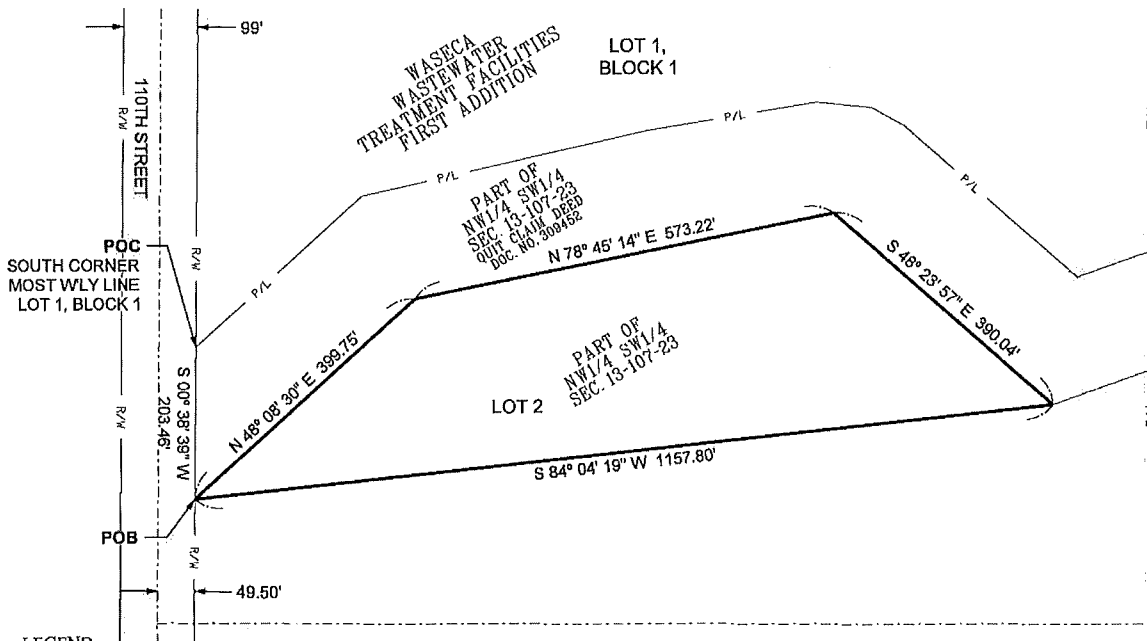 99'
WASECA
WASTEWATER
TREATMENT FACILITIES
FIRST ADDITION
LOT 1,
BLOCK 1
110TH STREET
R/W
R/W
R/W
R/W
R/W
P/L
P/L
P/L
P/L
PART OF
NW1/4 SW1/4
SEC. 13-107-23
QUIT CLAIM DEED
DOC. NO. 309452
POC
SOUTH CORNER
MOST WLY LINE
LOT 1, BLOCK 1
N 78° 45' 14" E 573.22'
S 48° 23' 57" E 390.04'
N 48° 08' 30" E 399.75'
S 00° 38' 39" W
203.46'
PART OF
NW1/4 SW1/4
SEC. 13-107-23
LOT 2
S 84° 04' 19" W 1157.80'
POB
49.50'
LEGEND